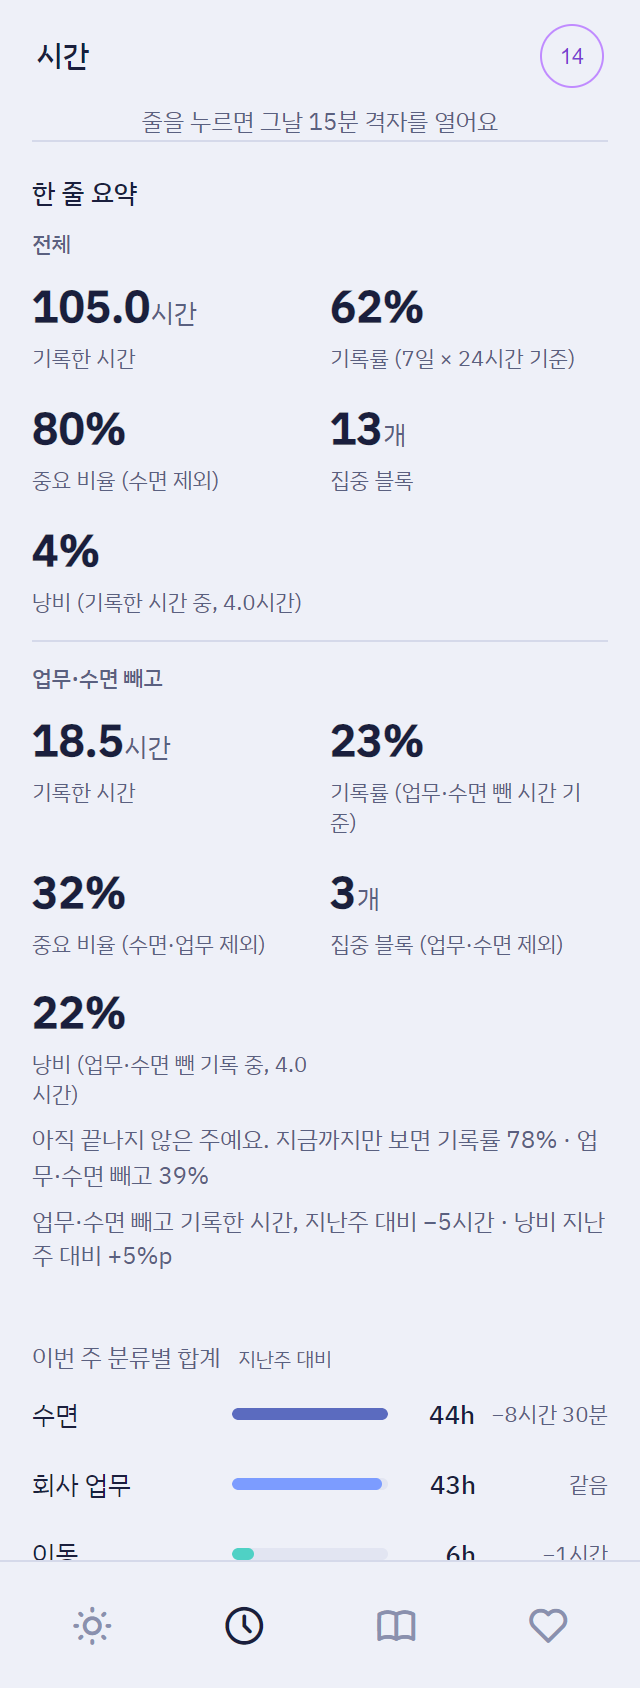 시간
14
줄을 누르면 그날 15분 격자를 열어요
한 줄 요약
전체
105.0시간
62%
기록한 시간
기록률 (7일 × 24시간 기준)
80%
13개
중요 비율 (수면 제외)
집중 블록
4%
낭비 (기록한 시간 중, 4.0시간)
업무·수면 빼고
18.5시간
23%
기록한 시간
기록률 (업무·수면 뺀 시간 기
준)
32%
3개
중요 비율 (수면·업무 제외)
집중 블록 (업무·수면 제외)
22%
낭비 (업무·수면 뺀 기록 중, 4.0
시간)
아직 끝나지 않은 주예요. 지금까지만 보면 기록률 78% · 업
무·수면 빼고 39%
업무·수면 빼고 기록한 시간, 지난주 대비 −5시간 · 낭비 지난
주 대비 +5%p
이번 주 분류별 합계 지난주 대비
수면 44h −8시간 30분
회사 업무 43h 같음
이동 6h −1시간